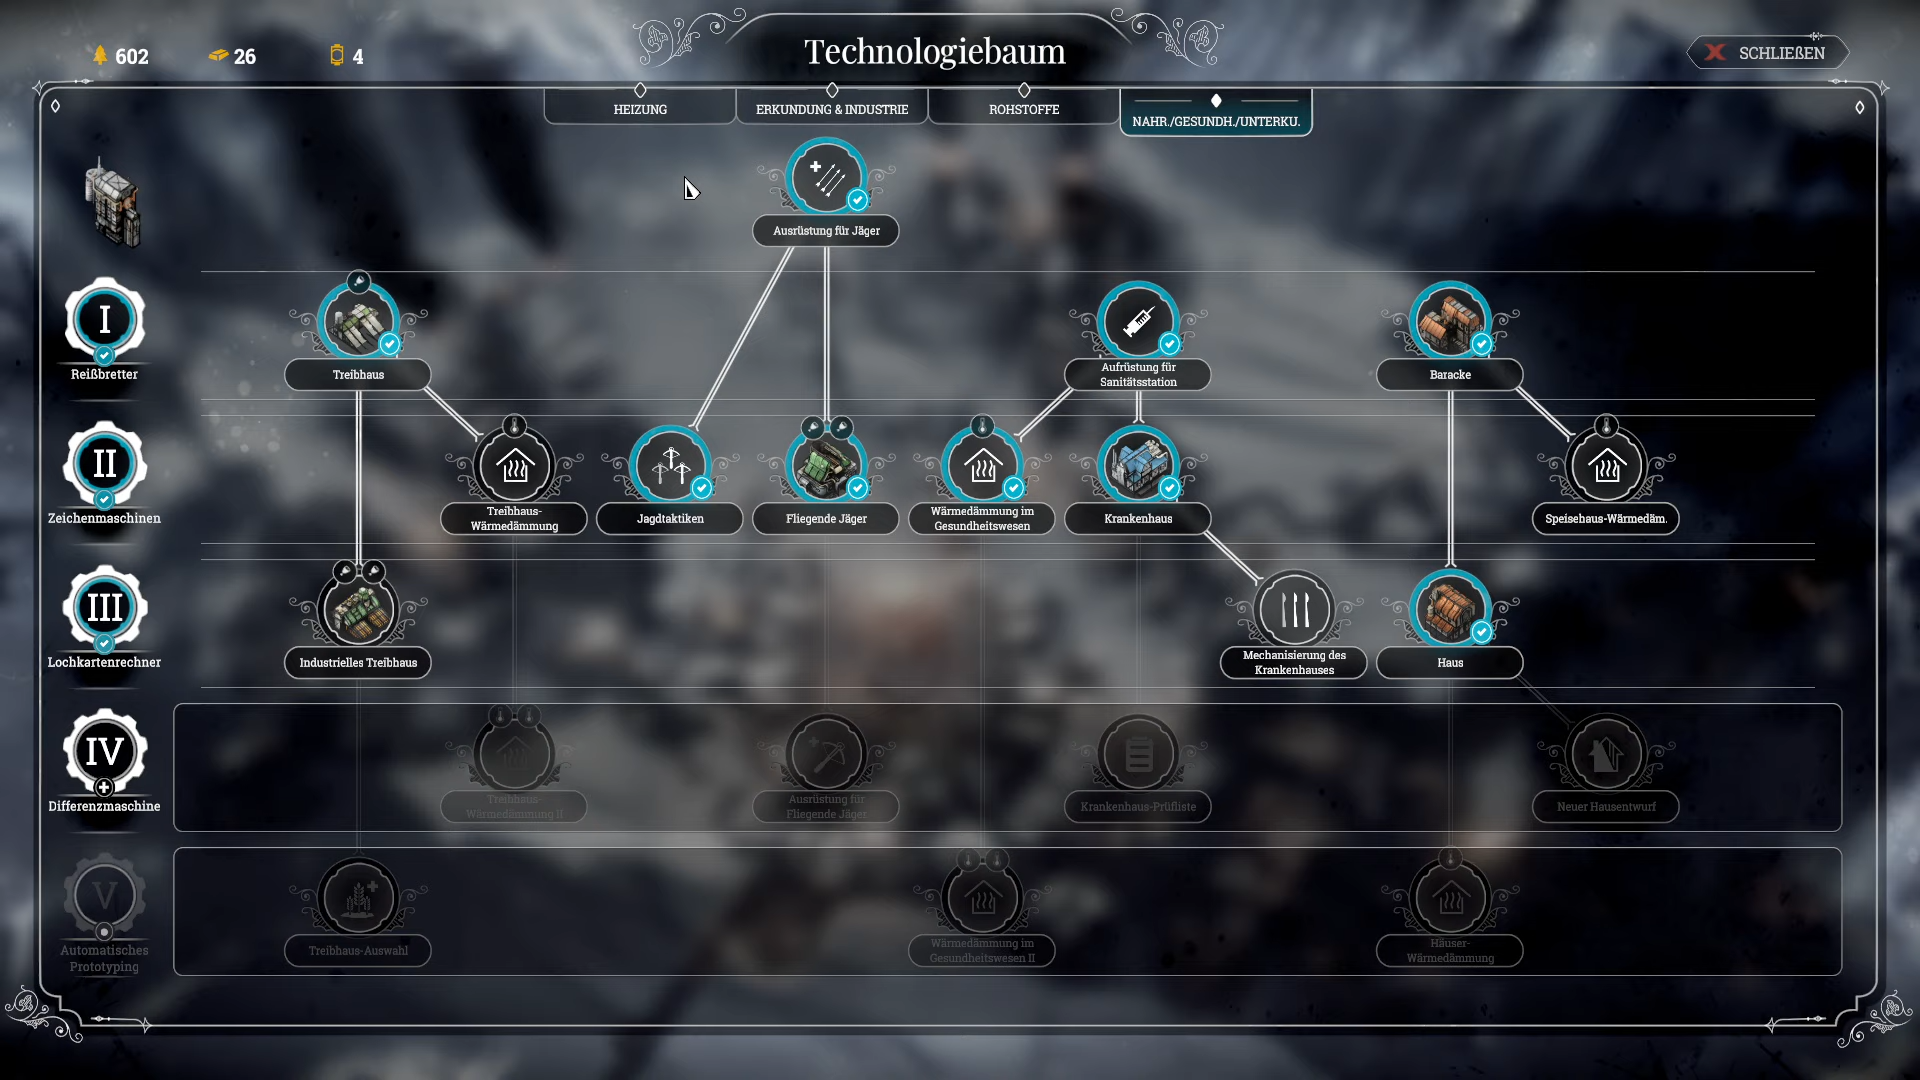 602
26
4
Technologiebaum
SCHLIEßEN
HEIZUNG
ERKUNDUNG & INDUSTRIE
ROHSTOFFE
NAHR./GESUNDH./UNTERKU.
Ausrüstung für Jäger
I
Reißbretter
Treibhaus
Aufrüstung für
Sanitätsstation
Baracke
II
Zeichenmaschinen
Treibhaus-
Wärmedämmung
Jagdtaktiken
Fliegende Jäger
Wärmedämmung im
Gesundheitswesen
Krankenhaus
Speisehaus-Wärmedäm.
III
Lochkartenrechner
Industrielles Treibhaus
Mechanisierung des
Krankenhauses
Haus
IV
Differenzmaschine
Treibhaus-
Wärmedämmung II
Ausrüstung für
Fliegende Jäger
Krankenhaus-Prüfliste
Neuer Hausentwurf
V
Automatisches
Prototyping
Treibhaus-Auswahl
Wärmedämmung im
Gesundheitswesen II
Häuser-
Wärmedämmung